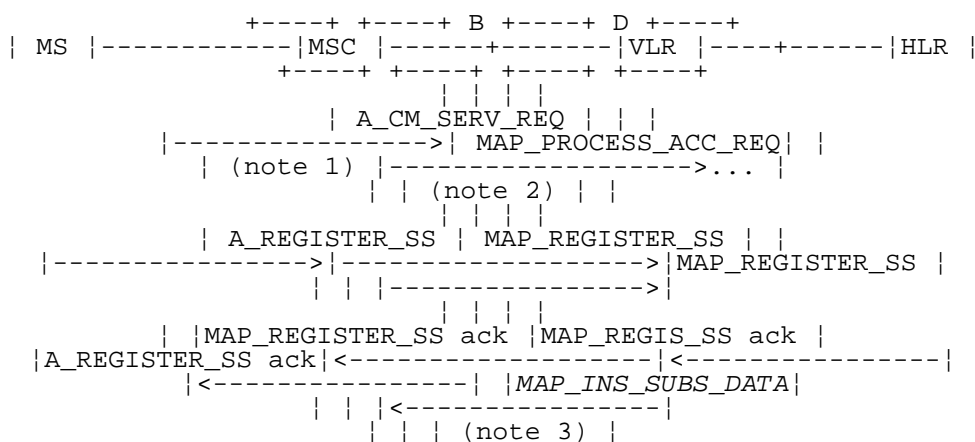 +----+ +----+ B +----+ D +----+
¦ MS ¦------------¦MSC ¦------+-------¦VLR ¦----+------¦HLR ¦
+----+ +----+ +----+ +----+
¦ ¦ ¦ ¦
¦ A_CM_SERV_REQ ¦ ¦ ¦
¦---------------->¦ MAP_PROCESS_ACC_REQ¦ ¦
¦ (note 1) ¦------------------->... ¦
¦ ¦ (note 2) ¦ ¦
¦ ¦ ¦ ¦
¦ A_REGISTER_SS ¦ MAP_REGISTER_SS ¦ ¦
¦---------------->¦------------------->¦MAP_REGISTER_SS ¦
¦ ¦ ¦---------------->¦
¦ ¦ ¦ ¦
¦ ¦MAP_REGISTER_SS ack ¦MAP_REGIS_SS ack ¦
¦A_REGISTER_SS ack¦<--------------------¦<----------------¦
¦<----------------¦ ¦MAP_INS_SUBS_DATA¦
¦ ¦ ¦<----------------¦
¦ ¦ ¦ (note 3) ¦